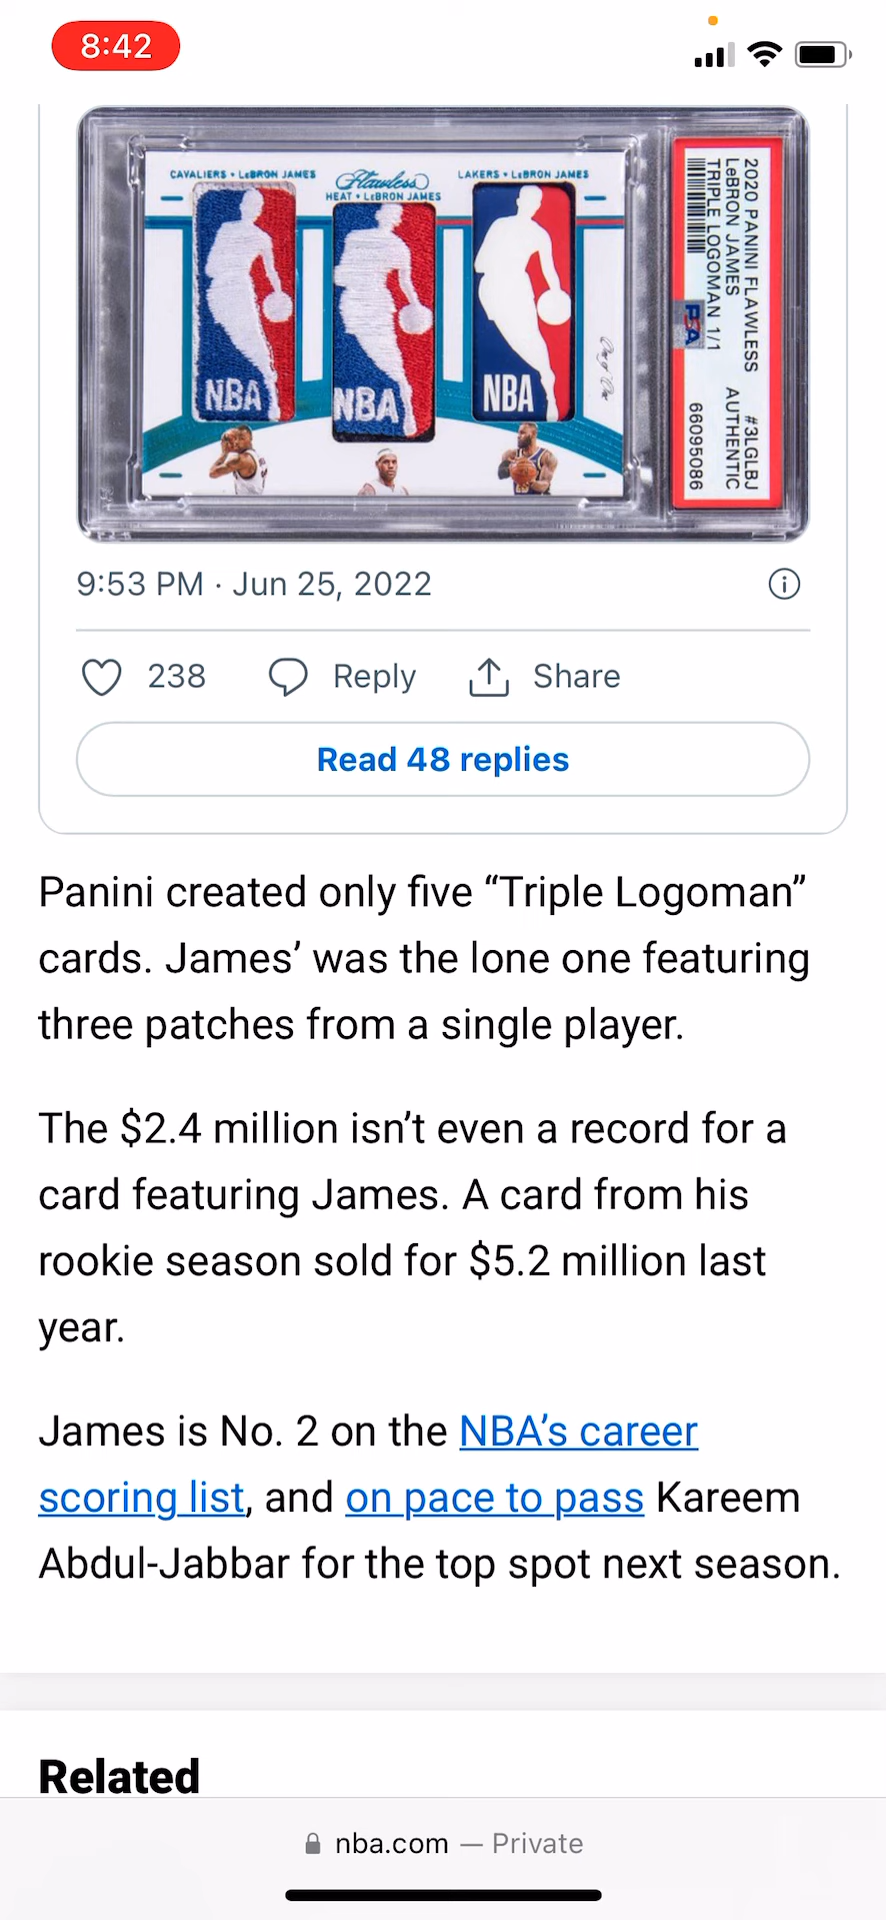 8:42
CAVALIERS • LeBRON JAMES
Flawless
HEAT • LeBRON JAMES
LAKERS • LeBRON JAMES
NBA
NBA
NBA
One of One
2020 PANINI FLAWLESS #3LGLBJ
LeBRON JAMES AUTHENTIC
TRIPLE LOGOMAN 1/1
66095086
PSA
9:53 PM · Jun 25, 2022
238 Reply Share
Read 48 replies
Panini created only five “Triple Logoman”
cards. James’ was the lone one featuring
three patches from a single player.
The $2.4 million isn’t even a record for a
card featuring James. A card from his
rookie season sold for $5.2 million last
year.
James is No. 2 on the NBA’s career
scoring list, and on pace to pass Kareem
Abdul-Jabbar for the top spot next season.
Related
nba.com — Private